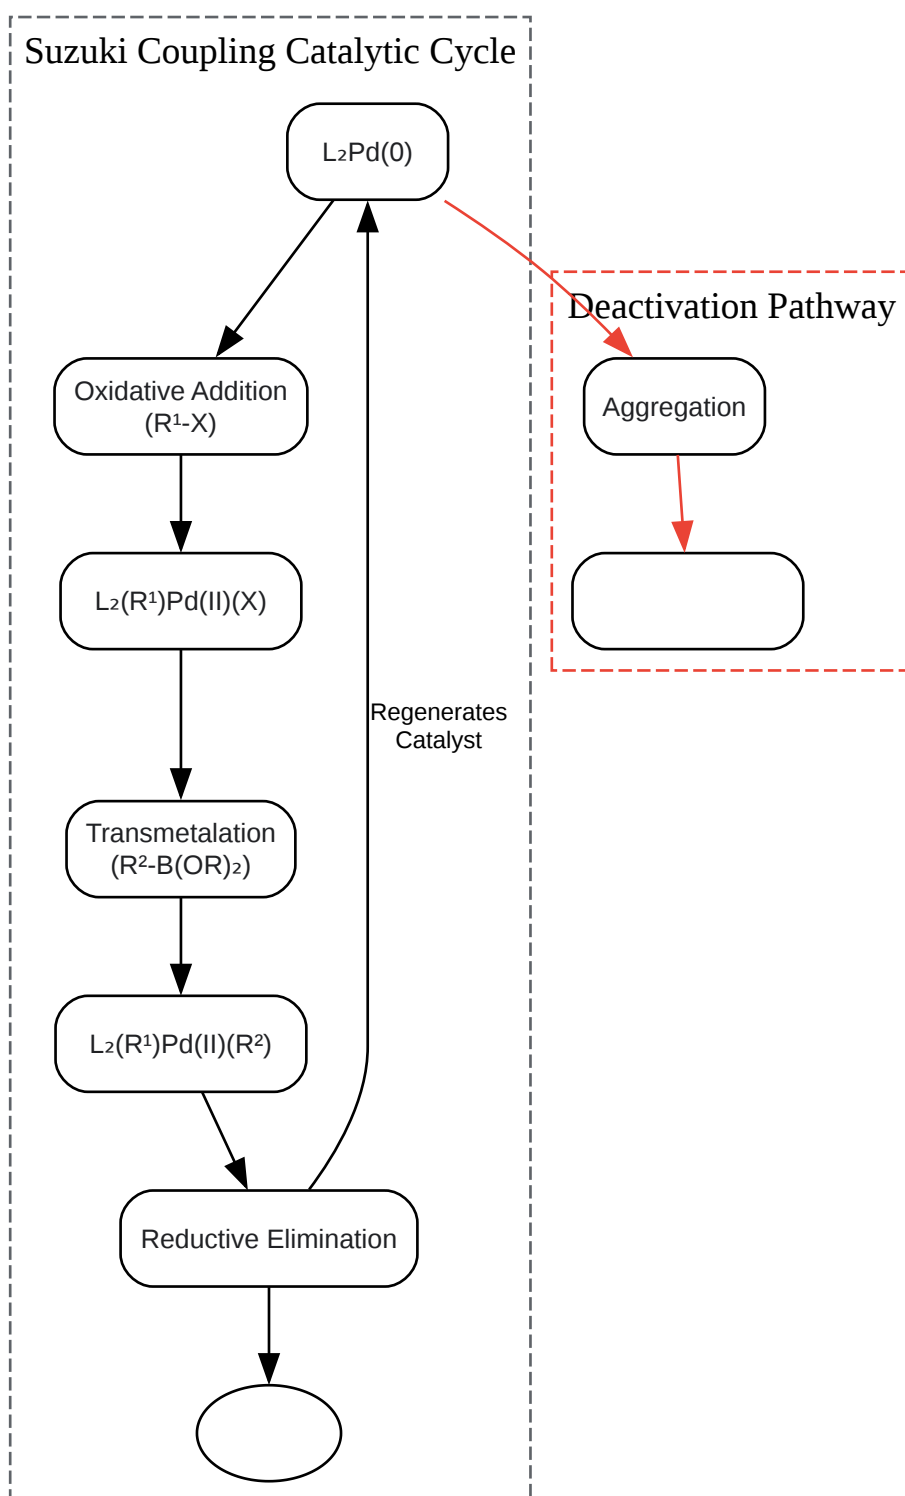 Suzuki Coupling Catalytic Cycle
L₂Pd(0)
Deactivation Pathway
Oxidative Addition
(R¹-X)
Aggregation
L₂(R¹)Pd(II)(X)
Regenerates
Catalyst
Transmetalation
(R²-B(OR)₂)
L₂(R¹)Pd(II)(R²)
Reductive Elimination